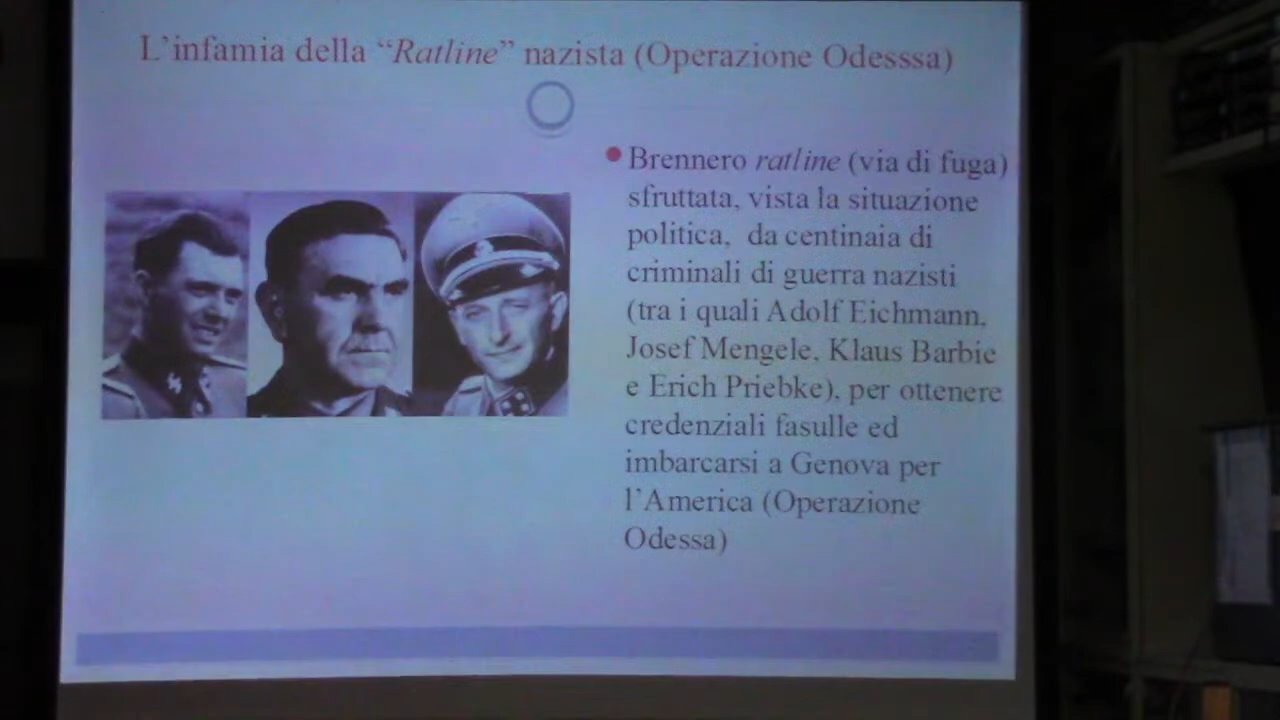 L'infamia della “Ratline” nazista (Operazione Odesssa)
Brennero ratline (via di fuga)
sfruttata, vista la situazione
politica, da centinaia di
criminali di guerra nazisti
(tra i quali Adolf Eichmann,
Josef Mengele, Klaus Barbie
e Erich Priebke), per ottenere
credenziali fasulle ed
imbarcarsi a Genova per
l'America (Operazione
Odessa)